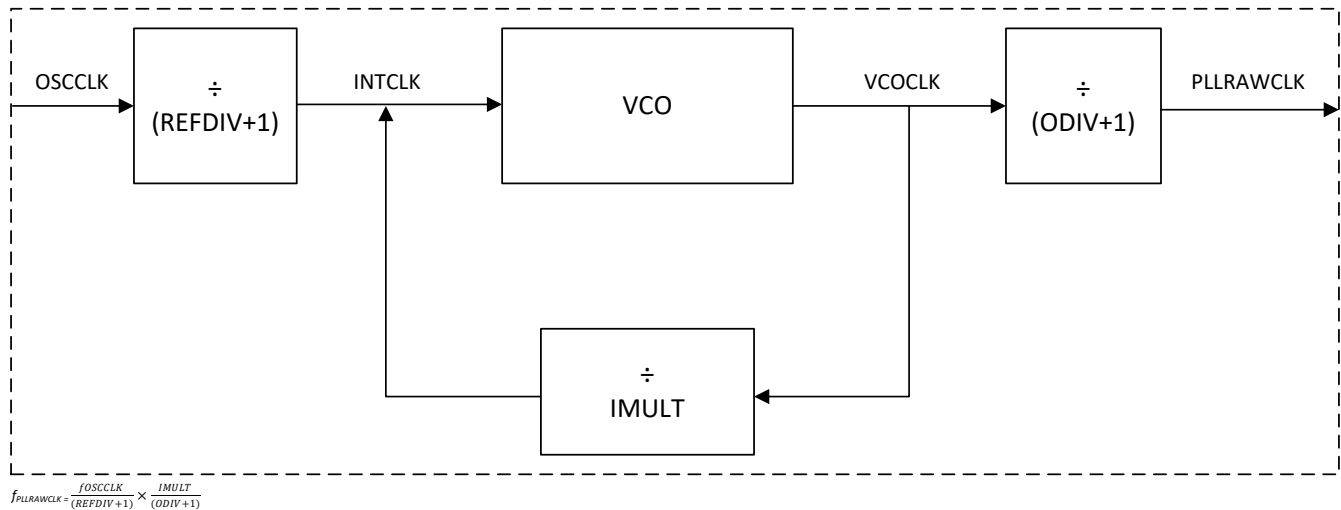 OSCCLK
÷
(REFDIV+1)
INTCLK
VCO
VCOCLK
÷
(ODIV+1)
PLLRAWCLK
÷
IMULT
fPLLRAWCLK = fOSCCLK/(REFDIV+1) × IMULT/(ODIV+1)